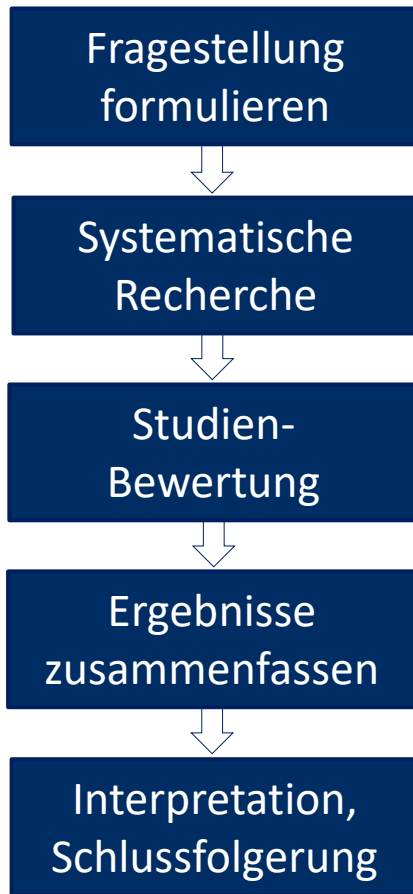 Fragestellung
formulieren
Systematische
Recherche
Studien-
Bewertung
Ergebnisse
zusammenfassen
Interpretation,
Schlussfolgerung